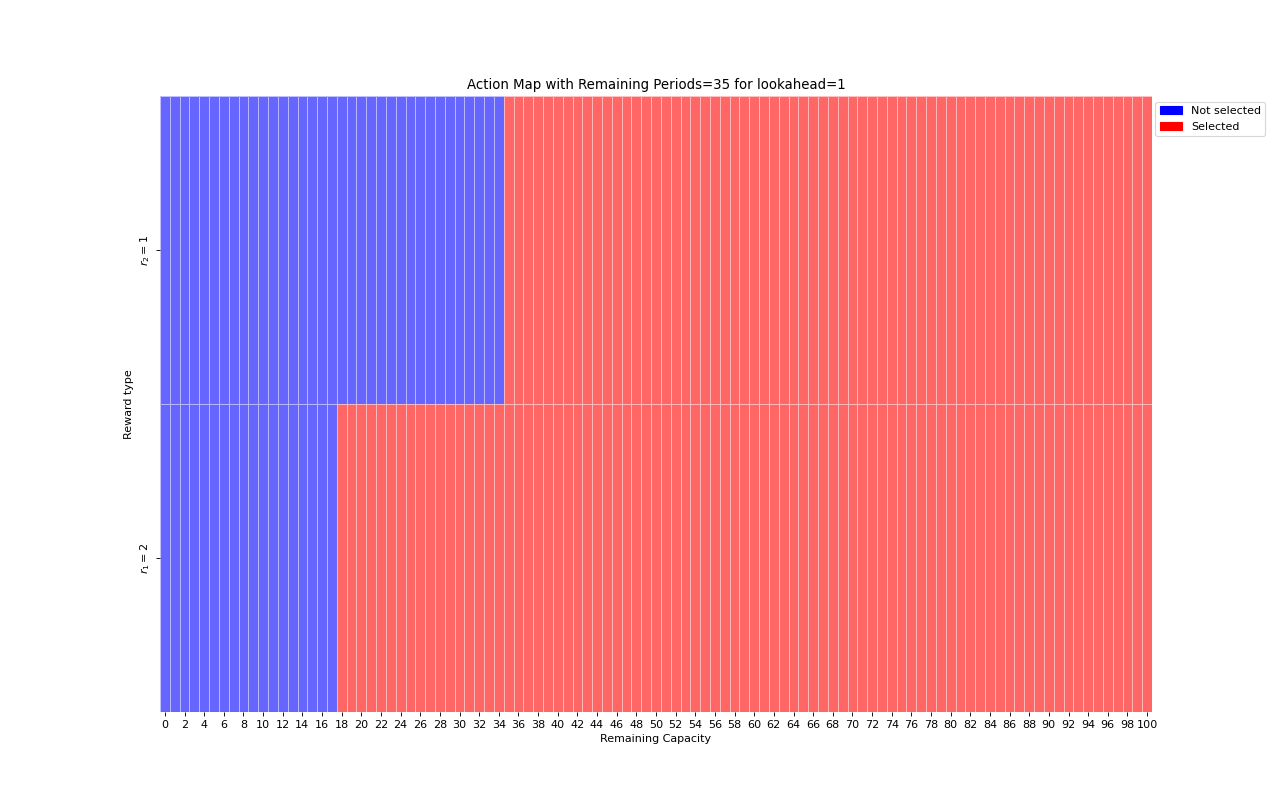 Action Map with Remaining Periods=35 for lookahead=1
Not selected
Selected
r₂ = 1
Reward type
r₁ = 2
0 2 4 6 8 10 12 14 16 18 20 22 24 26 28 30 32 34 36 38 40 42 44 46 48 50 52 54 56 58 60 62 64 66 68 70 72 74 76 78 80 82 84 86 88 90 92 94 96 98 100
Remaining Capacity